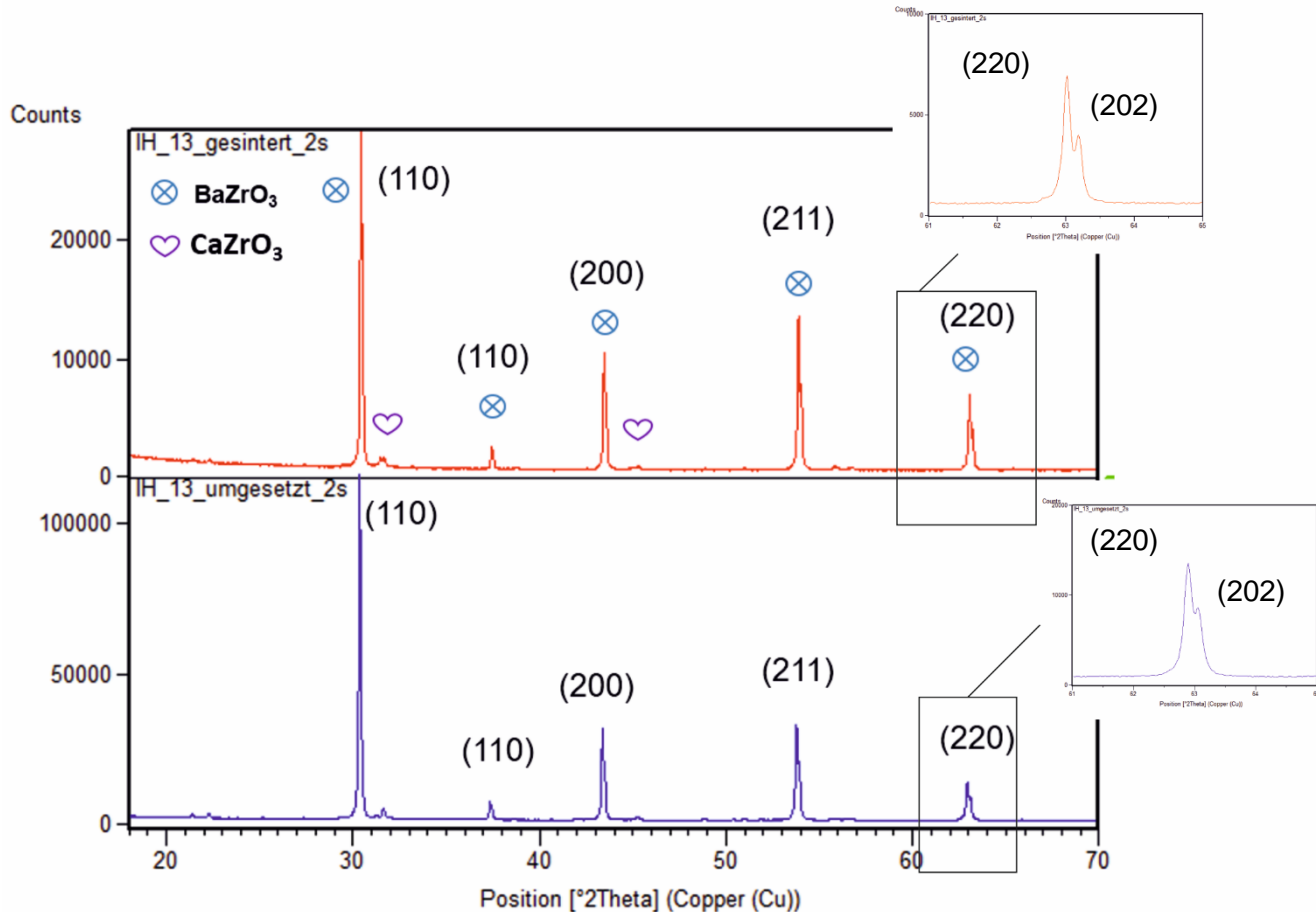 Counts
IH_13_gesintert_2s
BaZrO₃
CaZrO₃
(110)
(110)
(200)
(211)
(220)
20000
10000
0
Counts
IH_13_gesintert_2s
10000
5000
0
(220)
(202)
61 62 63 64 65
Position [°2Theta] (Copper (Cu))
IH_13_umgesetzt_2s
(110)
(110)
(200)
(211)
(220)
100000
50000
0
20 30 40 50 60 70
Position [°2Theta] (Copper (Cu))
Counts
IH_13_umgesetzt_2s
20000
10000
0
(220)
(202)
61 62 63 64
Position [°2Theta] (Copper (Cu))